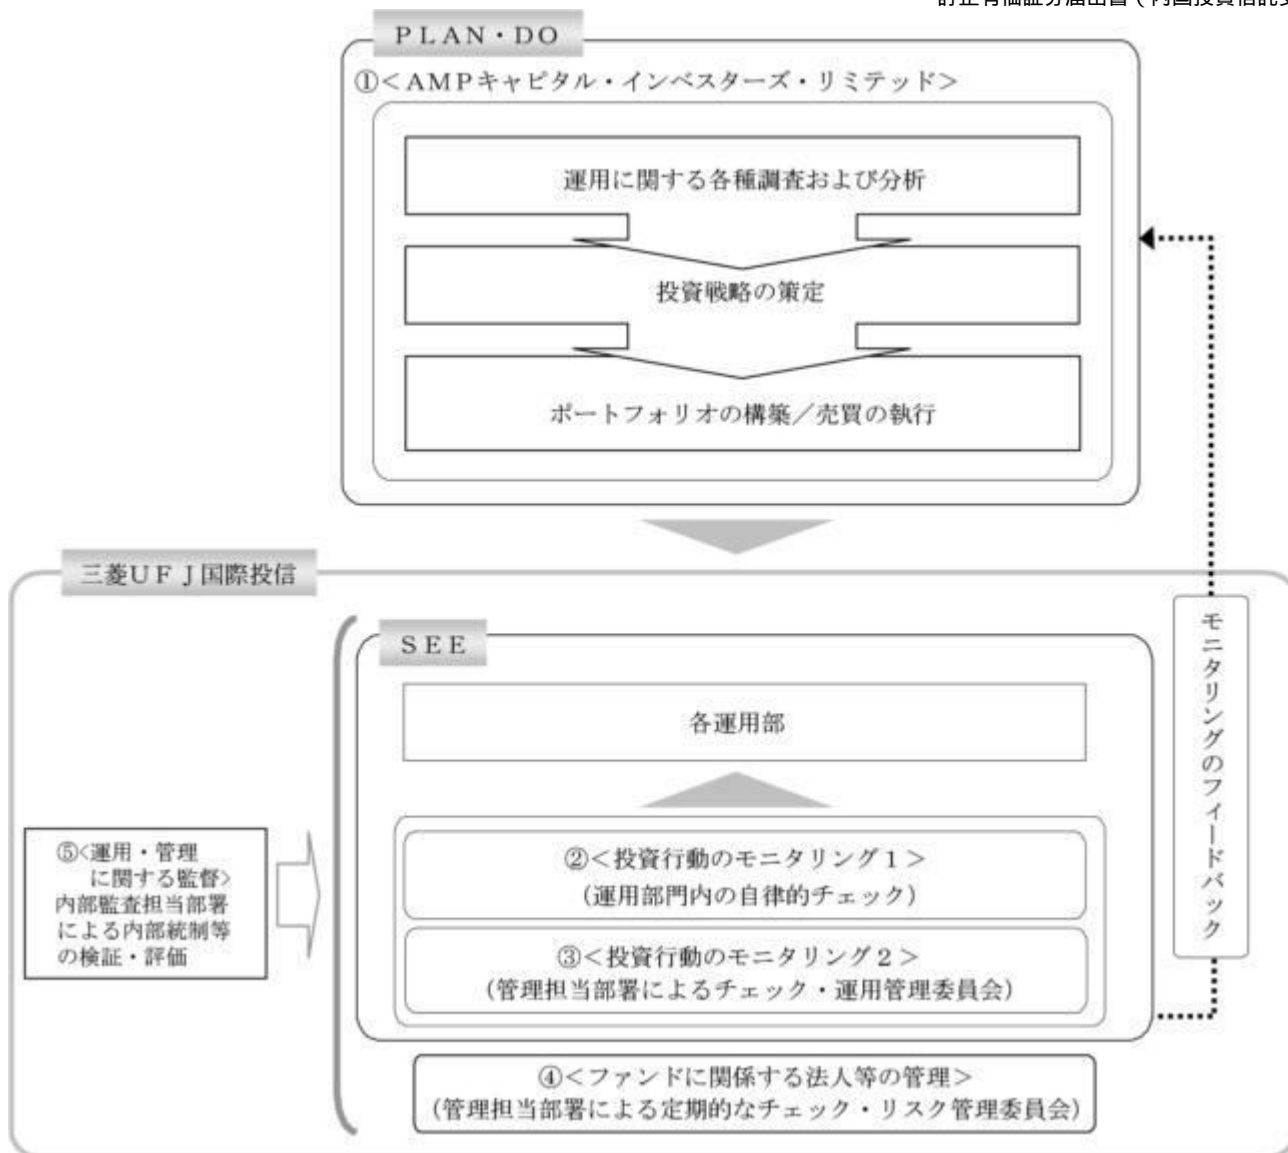 訂正有価証券届出書（内国投資信託受
ＰＬＡＮ・ＤＯ
①＜ＡＭＰキャピタル・インベスターズ・リミテッド＞
運用に関する各種調査および分析
投資戦略の策定
ポートフォリオの構築／売買の執行
三菱ＵＦＪ国際投信
ＳＥＥ
各運用部
②＜投資行動のモニタリング１＞
（運用部門内の自律的チェック）
③＜投資行動のモニタリング２＞
（管理担当部署によるチェック・運用管理委員会）
④＜ファンドに関係する法人等の管理＞
（管理担当部署による定期的なチェック・リスク管理委員会）
⑤＜運用・管理
に関する監督＞
内部監査担当部署
による内部統制等
の検証・評価
モニタリングのフィードバック